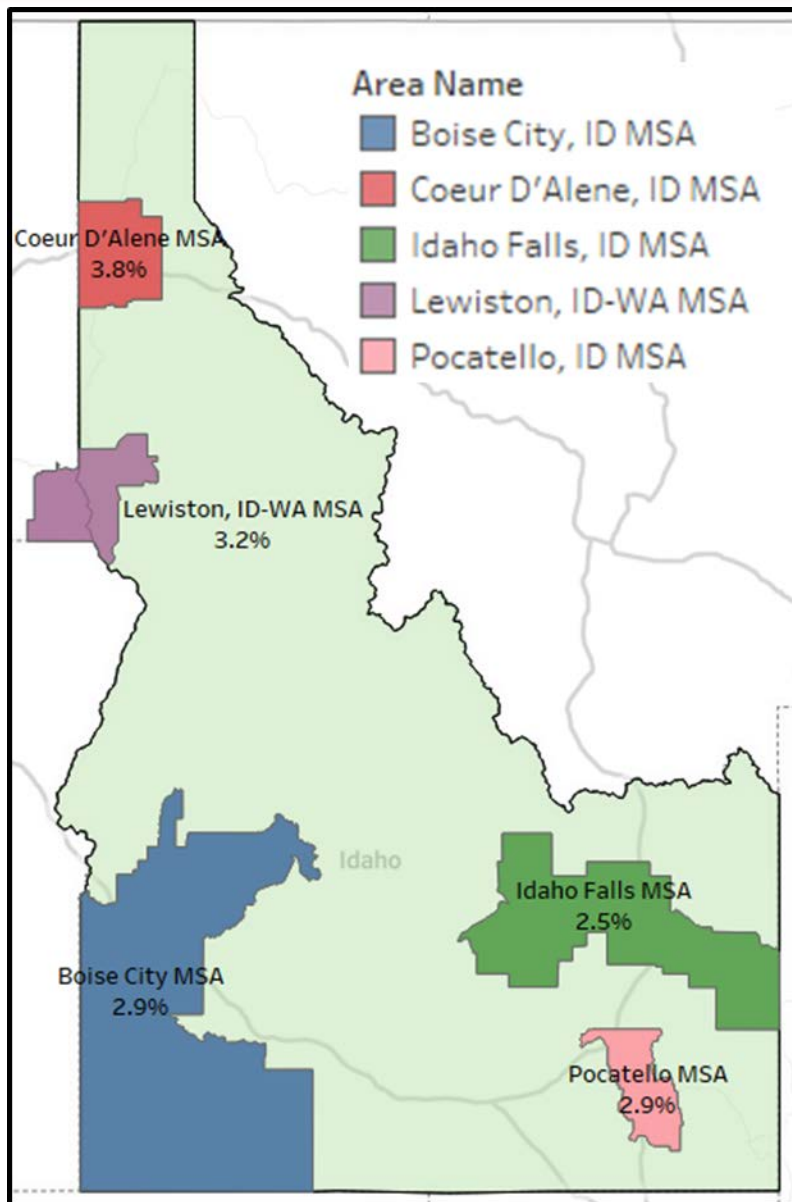 Area Name
Boise City, ID MSA
Coeur D'Alene, ID MSA
Idaho Falls, ID MSA
Lewiston, ID-WA MSA
Pocatello, ID MSA
Coeur D'Alene MSA
3.8%
Lewiston, ID-WA MSA
3.2%
Idaho
Idaho Falls MSA
2.5%
Boise City MSA
2.9%
Pocatello MSA
2.9%